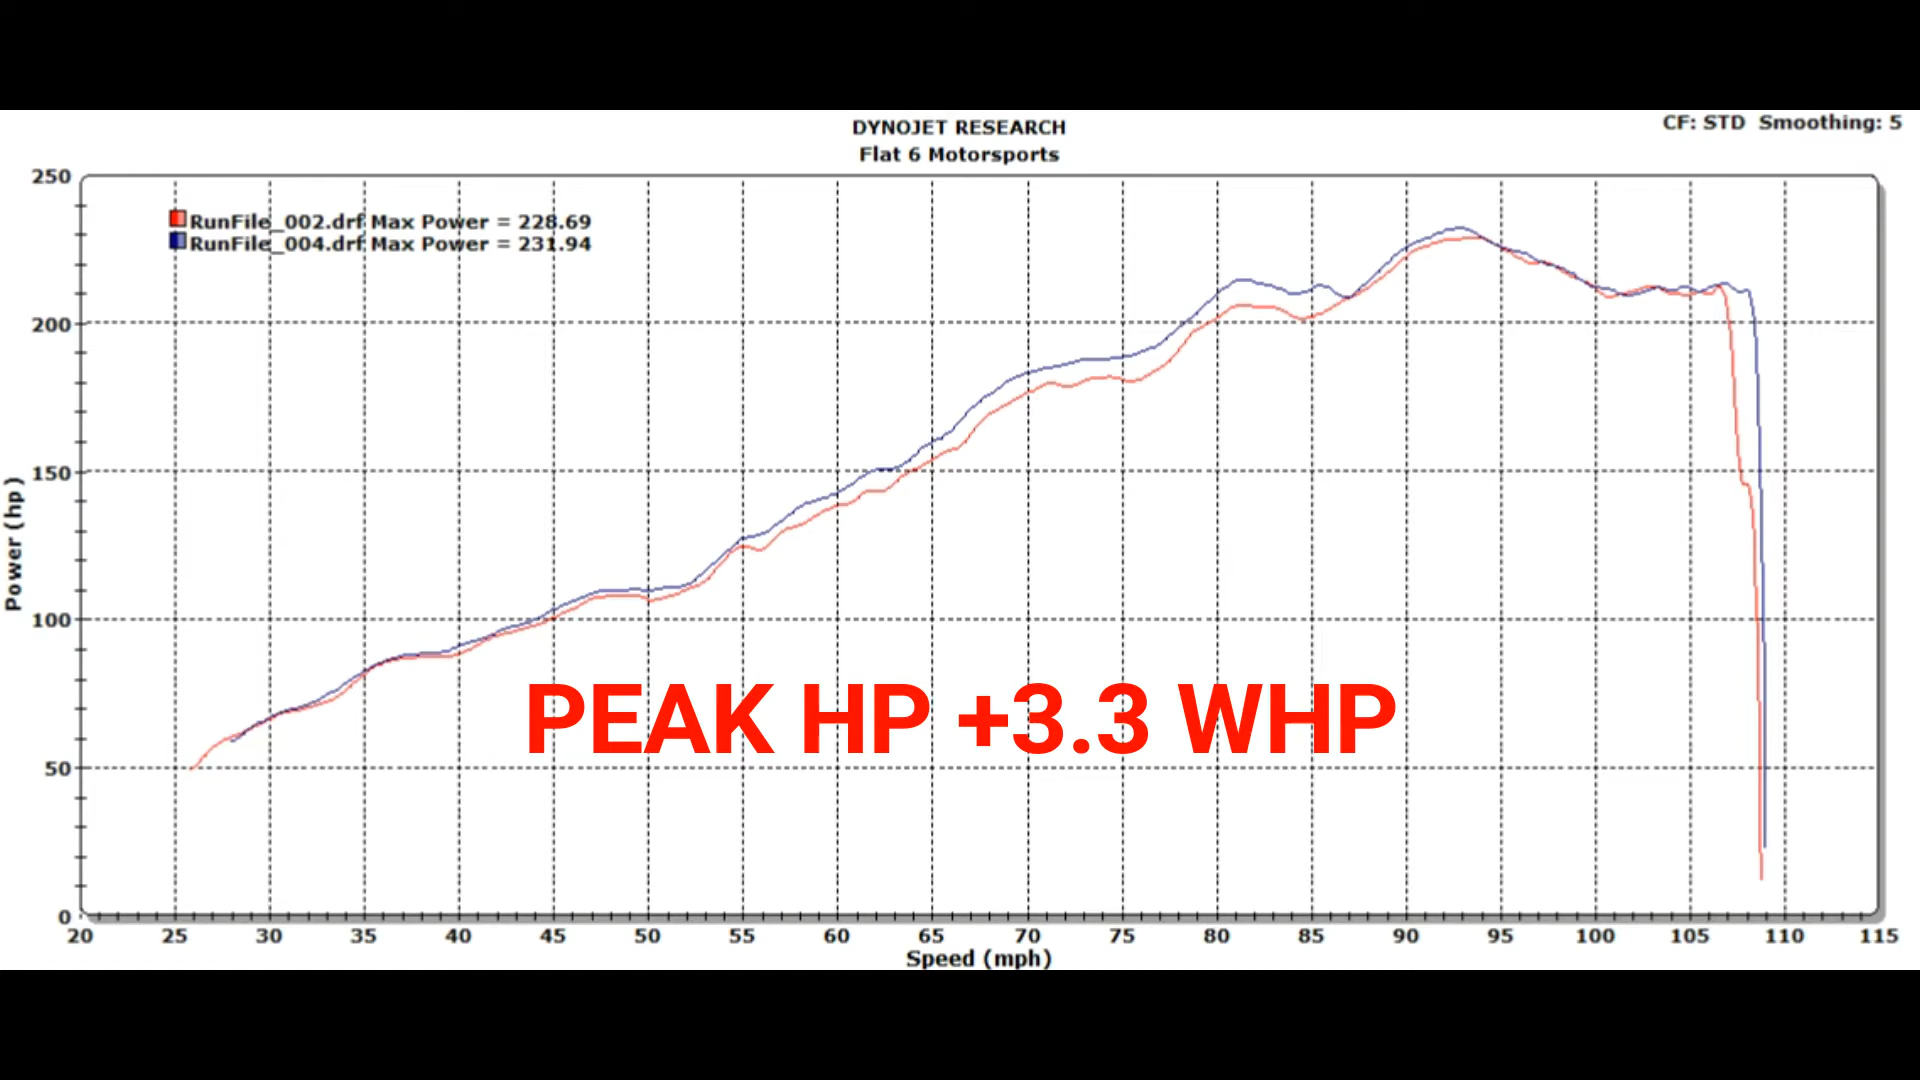 DYNOJET RESEARCH
Flat 6 Motorsports
CF: STD Smoothing: 5
RunFile_002.drf Max Power = 228.69
RunFile_004.drf Max Power = 231.94
Power (hp)
250
200
150
100
50
0
PEAK HP +3.3 WHP
20 25 30 35 40 45 50 55 60 65 70 75 80 85 90 95 100 105 110 115
Speed (mph)